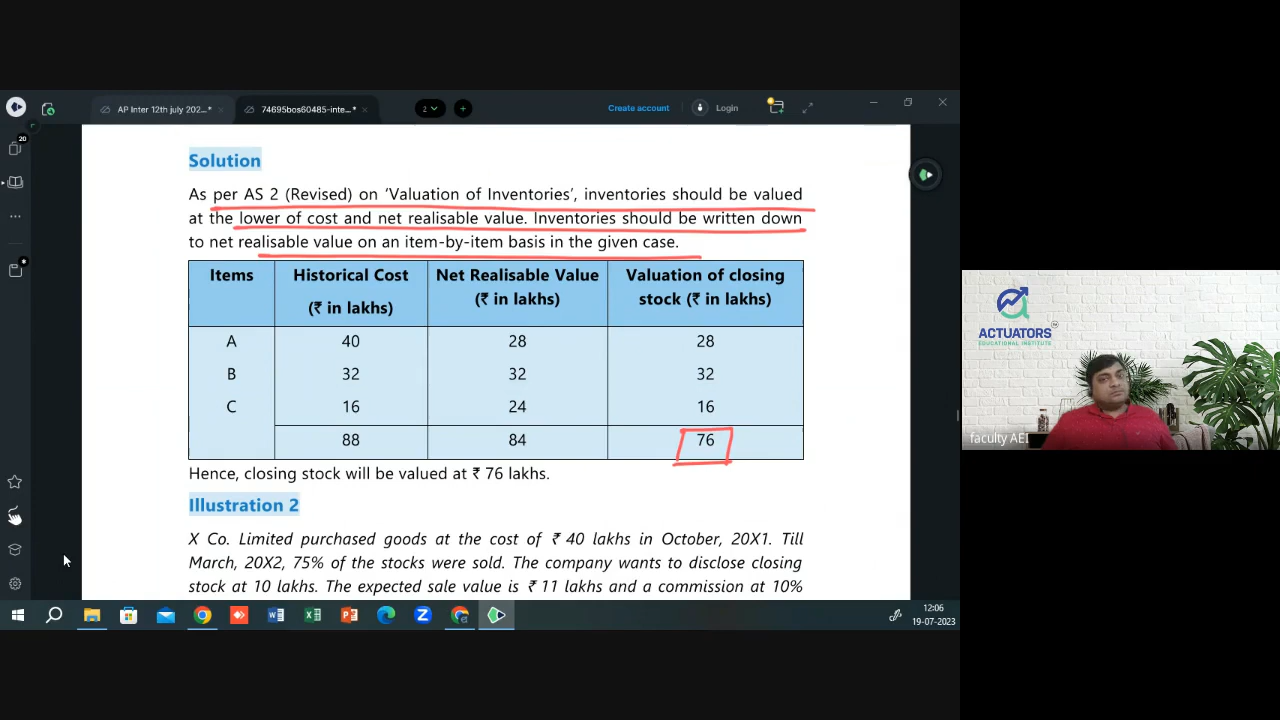 AP Inter 12th july 202...*
74695bos60485-inte...*
2
Create account
Login
20
Solution
As per AS 2 (Revised) on 'Valuation of Inventories', inventories should be valued
at the lower of cost and net realisable value. Inventories should be written down
to net realisable value on an item-by-item basis in the given case.
Items Historical Cost (₹ in lakhs) Net Realisable Value (₹ in lakhs) Valuation of closing stock (₹ in lakhs)
A 40 28 28
B 32 32 32
C 16 24 16
88 84 76
Hence, closing stock will be valued at ₹ 76 lakhs.
Illustration 2
X Co. Limited purchased goods at the cost of ₹ 40 lakhs in October, 20X1. Till
March, 20X2, 75% of the stocks were sold. The company wants to disclose closing
stock at 10 lakhs. The expected sale value is ₹ 11 lakhs and a commission at 10%
12:06
19-07-2023
ACTUATORS
EDUCATIONAL INSTITUTE
faculty AEI